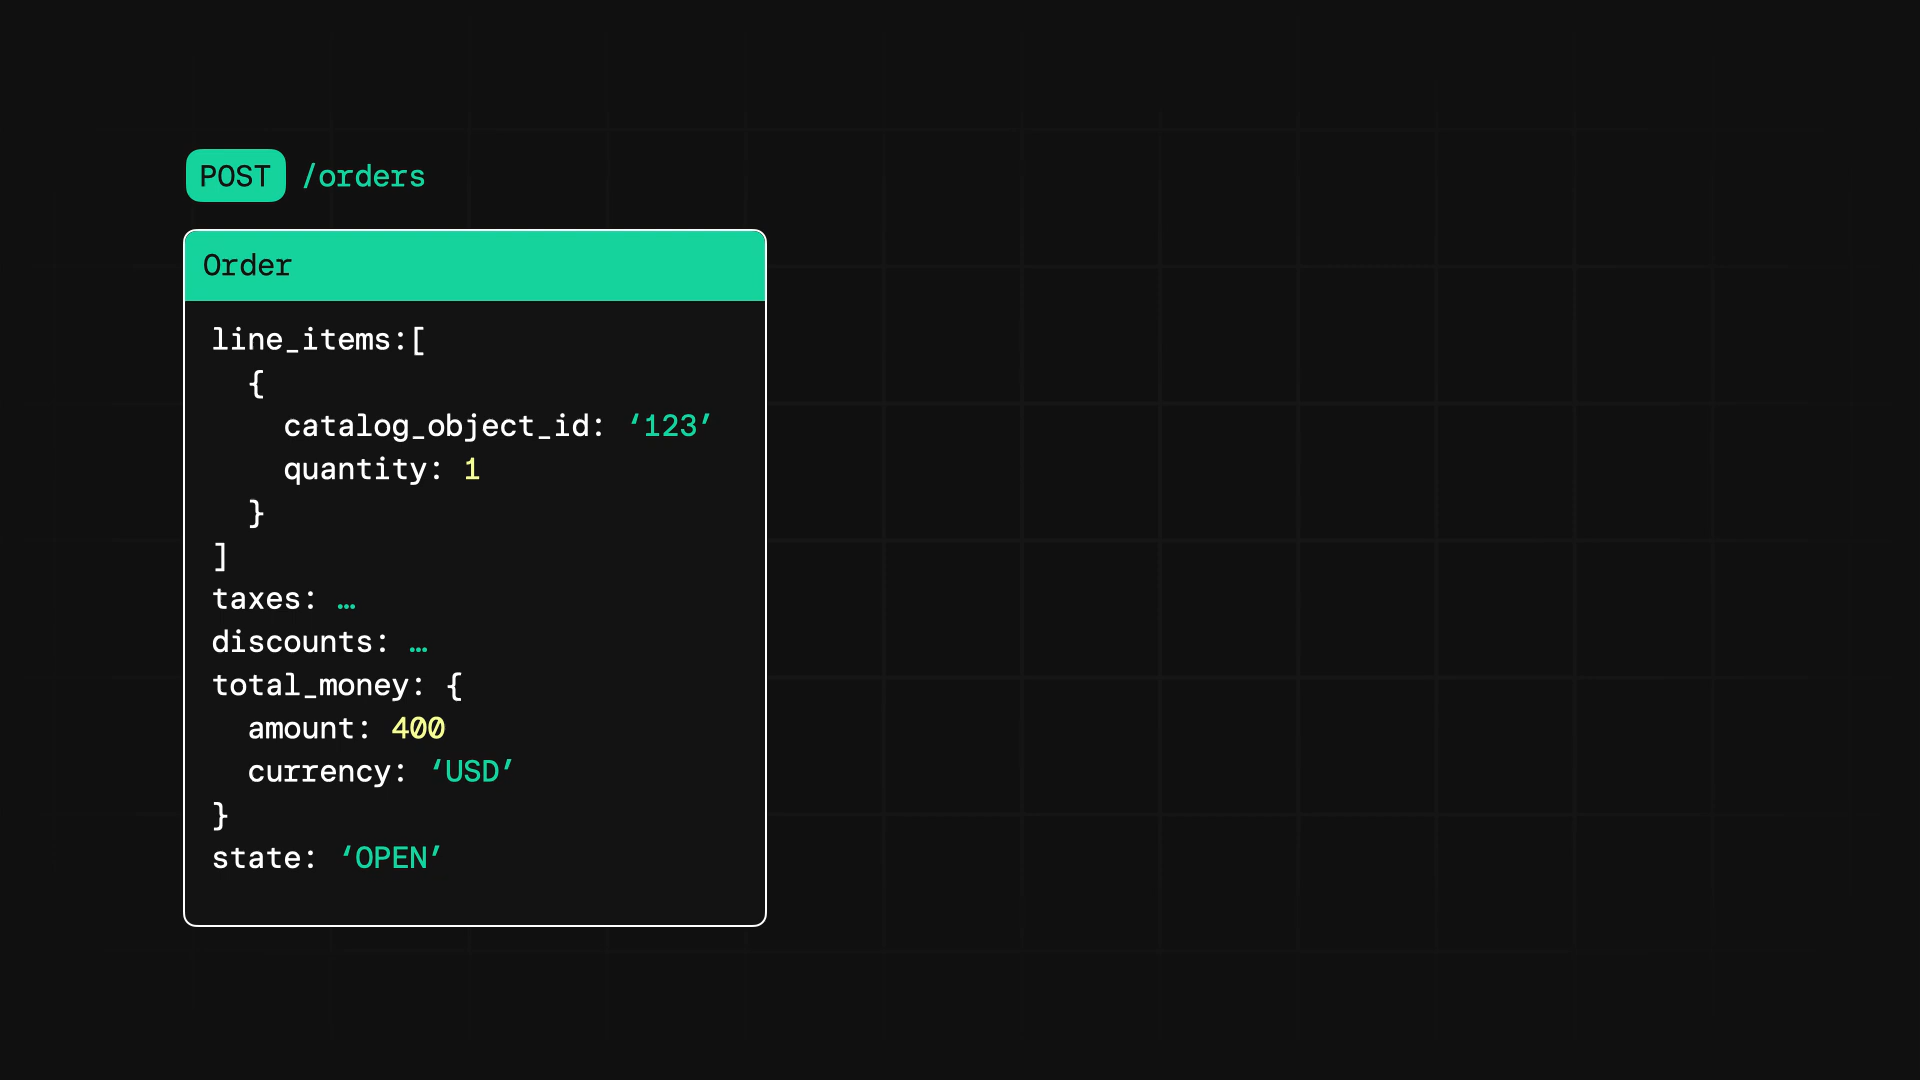 POST /orders
Order
line_items:[
{
catalog_object_id: ‘123’
quantity: 1
}
]
taxes: …
discounts: …
total_money: {
amount: 400
currency: ‘USD’
}
state: ‘OPEN’